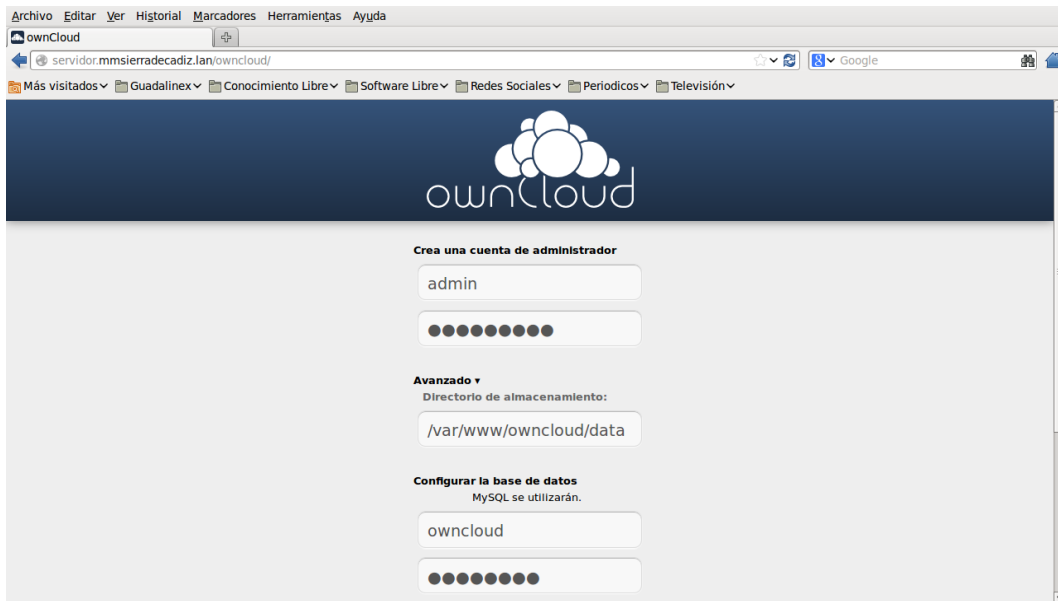 Archivo Editar Ver Historial Marcadores Herramientas Ayuda
ownCloud
servidor.mmsierradecadiz.lan/owncloud/ Google
Más visitados Guadalinex Conocimiento Libre Software Libre Redes Sociales Periodicos Televisión
ownCloud
Crea una cuenta de administrador
admin
●●●●●●●●●
Avanzado ▾
Directorio de almacenamiento:
/var/www/owncloud/data
Configurar la base de datos
MySQL se utilizarán.
owncloud
●●●●●●●●